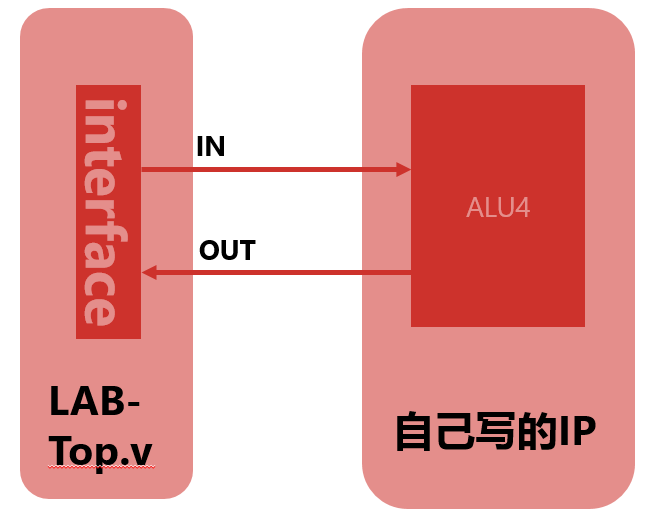 interface
IN
OUT
ALU4
LAB-
Top.v
自己写的IP